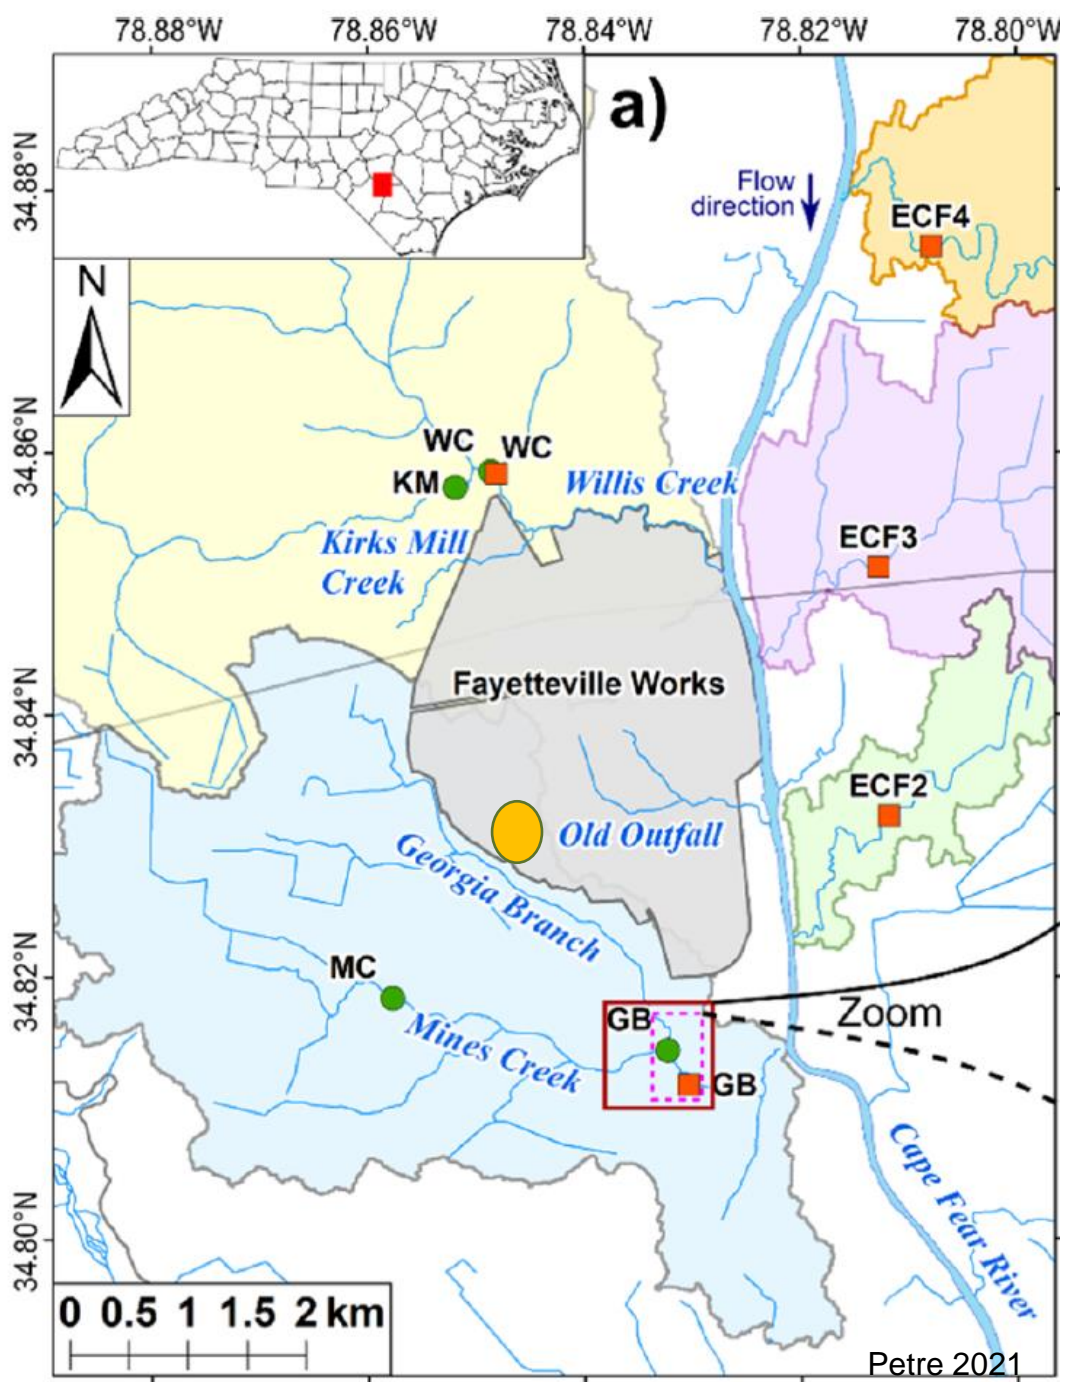 78.88°W 78.86°W 78.84°W 78.82°W 78.80°W
a)
34.88°N
Flow
direction
ECF4
N
34.86°N
WC WC
KM
Willis Creek
Kirks Mill
Creek
ECF3
Fayetteville Works
34.84°N
ECF2
Old Outfall
Georgia Branch
34.82°N
MC
GB
Zoom
Mines Creek
GB
Cape Fear River
34.80°N
0 0.5 1 1.5 2 km
Petre 2021